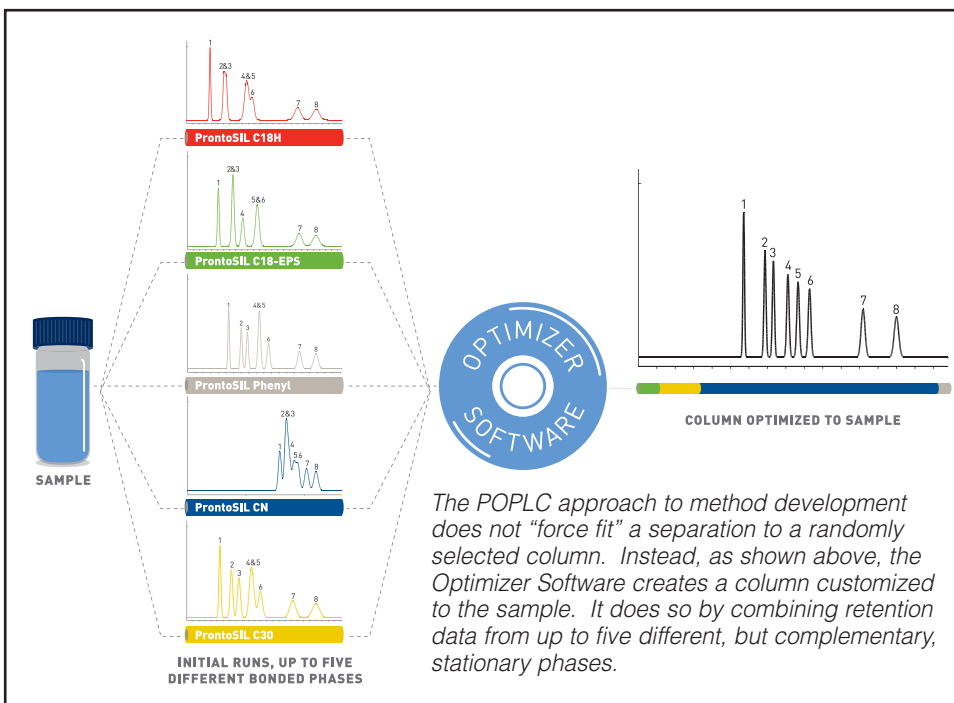 1
2&3
4&5
6
7
8
ProntoSIL C18H
1
2&3
4
5&6
7
8
ProntoSIL C18-EPS
1
2
3
4&5
6
7
8
ProntoSIL Phenyl
1
2&3
4
5
6
7
8
ProntoSIL CN
1
2
3
4&5
6
7
8
ProntoSIL C30
INITIAL RUNS, UP TO FIVE
DIFFERENT BONDED PHASES
SAMPLE
OPTIMIZER
SOFTWARE
1
2
3
4
5
6
7
8
COLUMN OPTIMIZED TO SAMPLE
The POPLC approach to method development
does not “force fit” a separation to a randomly
selected column.  Instead, as shown above, the
Optimizer Software creates a column customized
to the sample.  It does so by combining retention
data from up to five different, but complementary,
stationary phases.